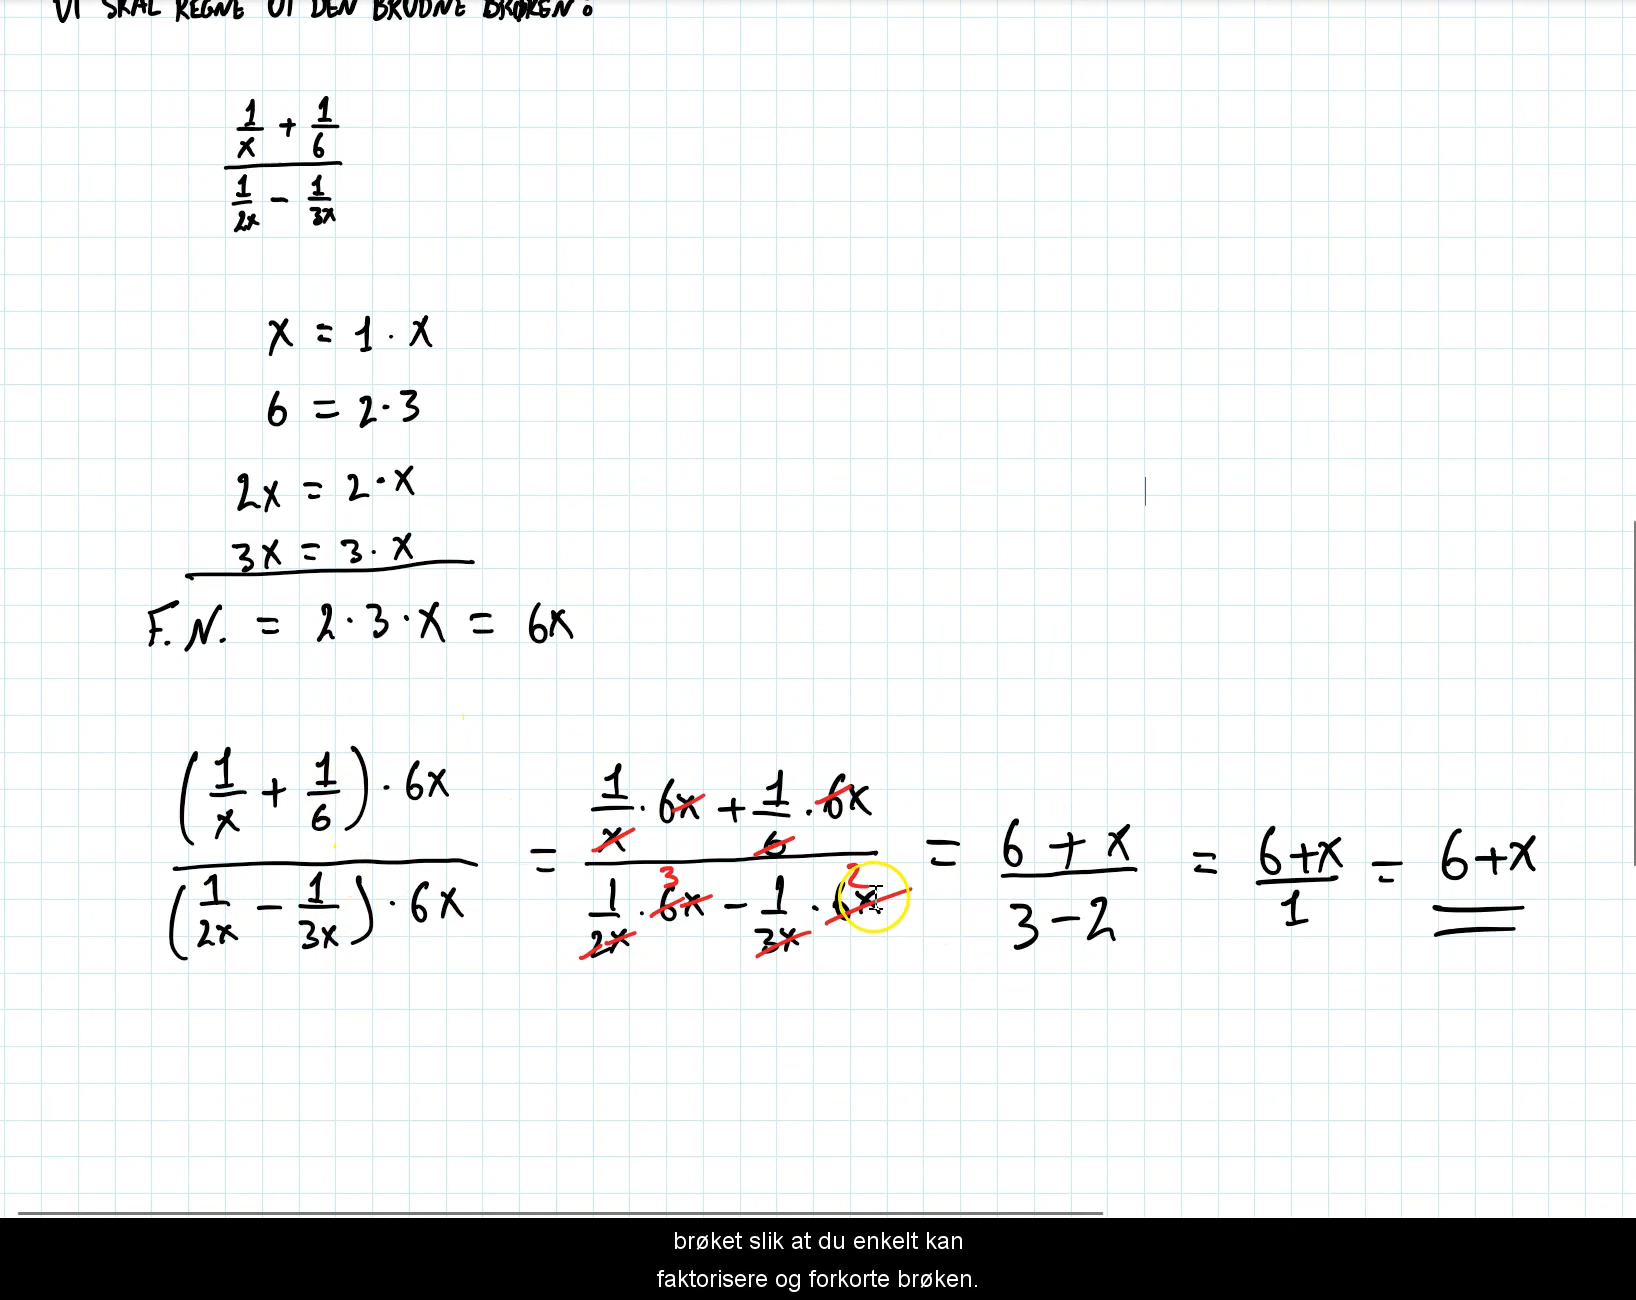 VI SKAL REGNE UT DEN BRUDNE BRØKEN:
1/x + 1/6
1/2x - 1/3x
x = 1 · x
6 = 2 · 3
2x = 2 · x
3x = 3 · x
F.N. = 2 · 3 · x = 6x
(1/x + 1/6) · 6x / (1/2x - 1/3x) · 6x = 1/x · 6x + 1/6 · 6x / 1/2x · 6x 3 - 1/3x · 6x 2 = 6 + x / 3 - 2 = 6+x / 1 = 6+x
brøket slik at du enkelt kan
faktorisere og forkorte brøken.